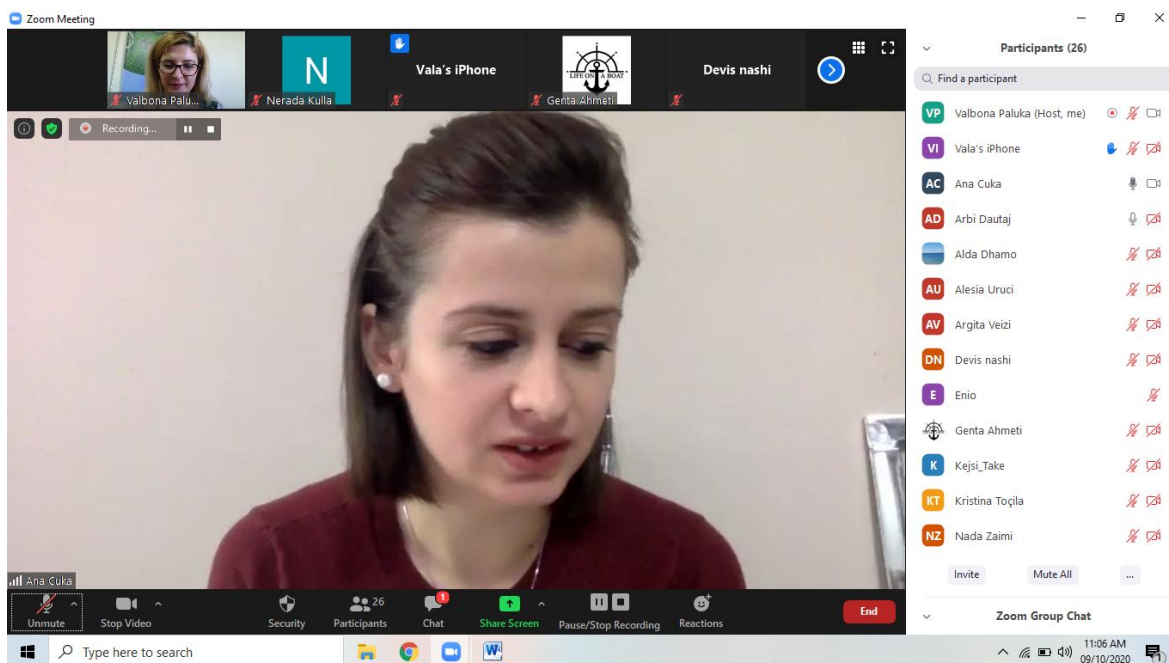 Zoom Meeting
Valbona Palu...
N
Nerada Kulla
Vala's iPhone
LIFE ON A BOAT
Genta Ahmeti
Devis nashi
Recording...
Ana Cuka
Participants (26)
Find a participant
VP Valbona Paluka (Host, me)
VI Vala's iPhone
AC Ana Cuka
AD Arbi Dautaj
Alda Dhamo
AU Alesia Uruci
AV Argita Veizi
DN Devis nashi
E Enio
Genta Ahmeti
K Kejsi_Take
KT Kristina Toçila
NZ Nada Zaimi
Invite Mute All ...
Zoom Group Chat
Unmute
Stop Video
Security
26
Participants
1
Chat
Share Screen
Pause/Stop Recording
Reactions
End
Type here to search
W
11:06 AM
09/10/2020
1